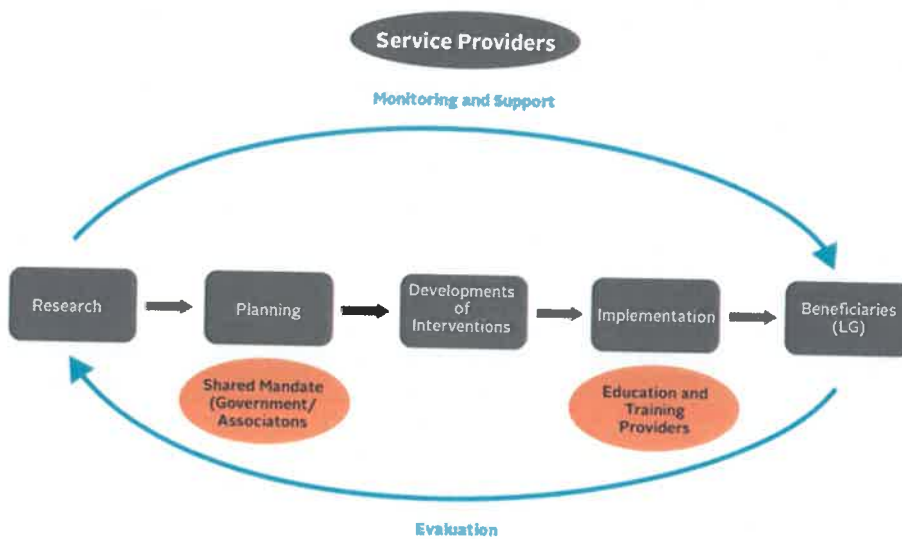 Service Providers
Monitoring and Support
Research
Planning
Developments
of
Interventions
Implementation
Beneficiaries
(LG)
Shared Mandate
(Government/
Associatons
Education and
Training
Providers
Evaluation